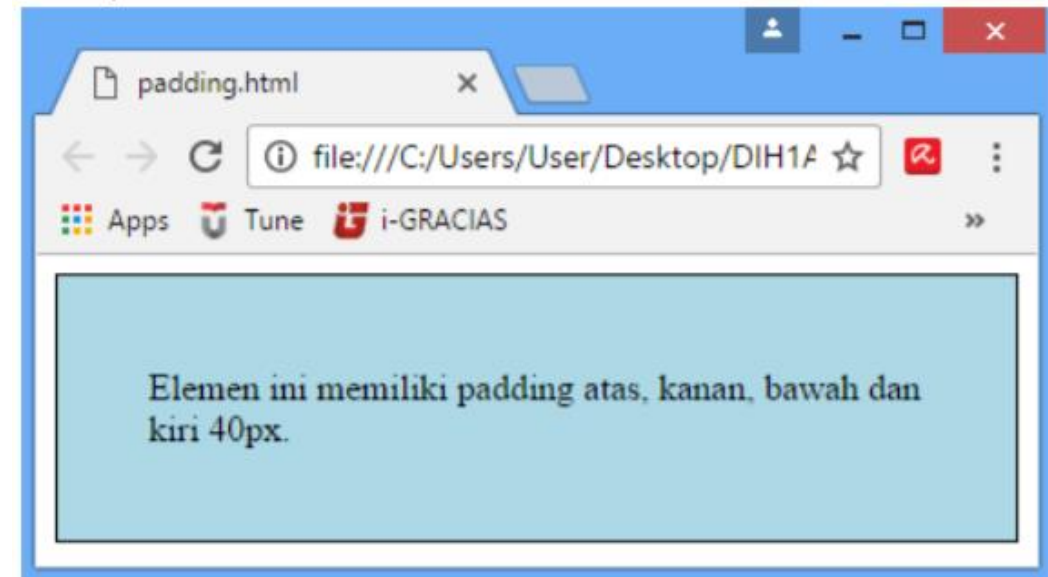 padding.html
file:///C:/Users/User/Desktop/DIH1A
Apps Tune i-GRACIAS »
Elemen ini memiliki padding atas, kanan, bawah dan
kiri 40px.